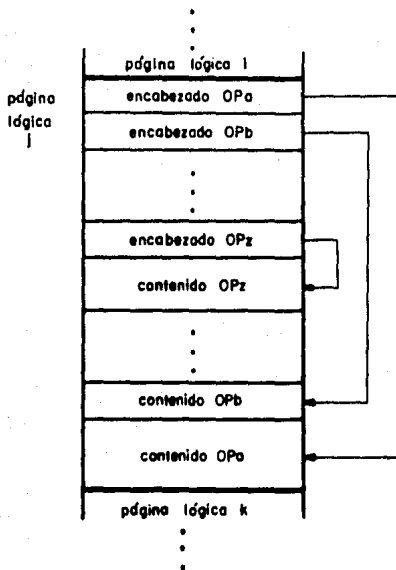 página lógica i
página
lógica
j
encabezado OPa
encabezado OPb
encabezado OPz
contenido OPz
contenido OPb
contenido OPa
página lógica k